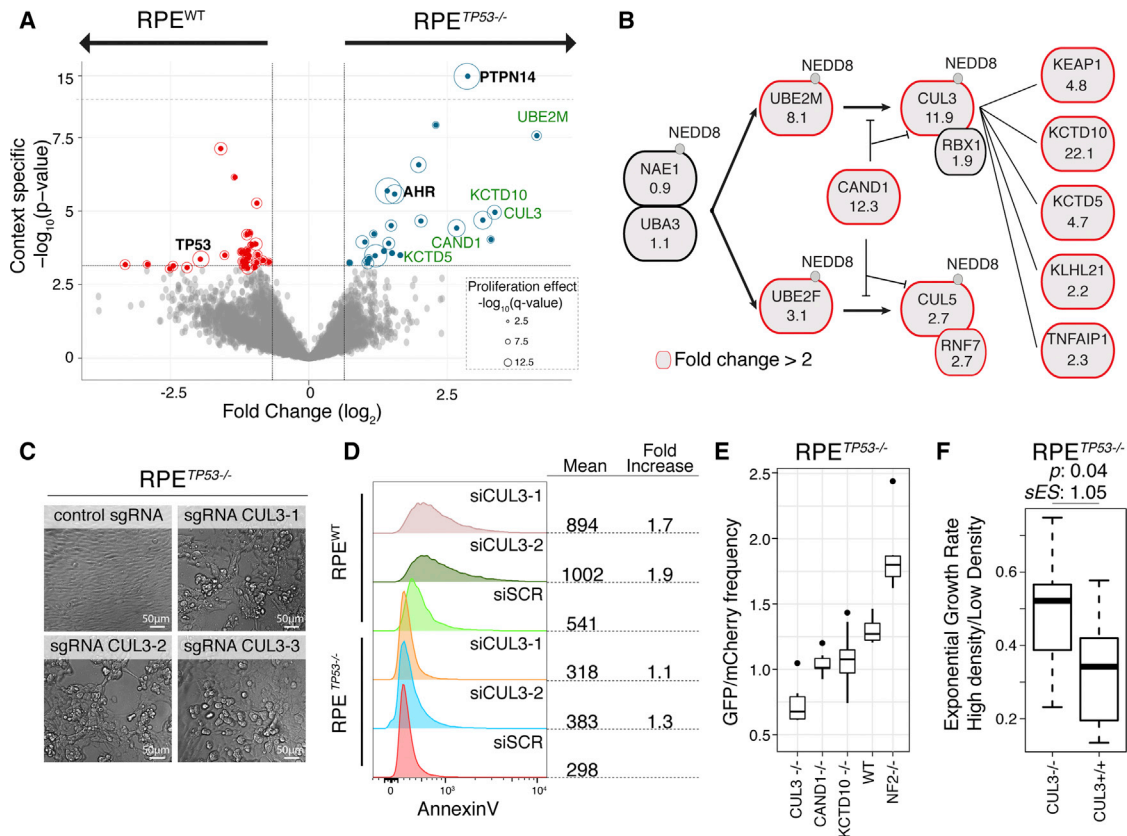 A
RPE^WT
RPE^TP53-/-
Context specific
–log10(p-value)
15
7.5
5
2.5
0
-2.5
0
2.5
Fold Change (log2)
PTPN14
UBE2M
AHR
KCTD10
CUL3
CAND1
KCTD5
TP53
Proliferation effect
-log10(q-value)
2.5
7.5
12.5
B
NEDD8
NEDD8
NEDD8
UBE2M
8.1
CUL3
11.9
RBX1
1.9
NAE1
0.9
UBA3
1.1
CAND1
12.3
NEDD8
NEDD8
UBE2F
3.1
CUL5
2.7
RNF7
2.7
KEAP1
4.8
KCTD10
22.1
KCTD5
4.7
KLHL21
2.2
TNFAIP1
2.3
Fold change > 2
C
RPE^TP53-/-
control sgRNA
50µm
sgRNA CUL3-1
50µm
sgRNA CUL3-2
50µm
sgRNA CUL3-3
50µm
D
Mean
Fold
Increase
RPE^WT
siCUL3-1
894
1.7
siCUL3-2
1002
1.9
siSCR
541
RPE^TP53-/-
siCUL3-1
318
1.1
siCUL3-2
383
1.3
siSCR
298
0
10^3
10^4
AnnexinV
E
RPE^TP53-/-
GFP/mCherry frequency
2.5
2.0
1.5
1.0
0.5
CUL3 -/-
CAND1-/-
KCTD10 -/-
WT
NF2-/-
F
RPE^TP53-/-
p: 0.04
sES: 1.05
Exponential Growth Rate
High density/Low Density
0.6
0.4
0.2
CUL3-/-
CUL3+/+